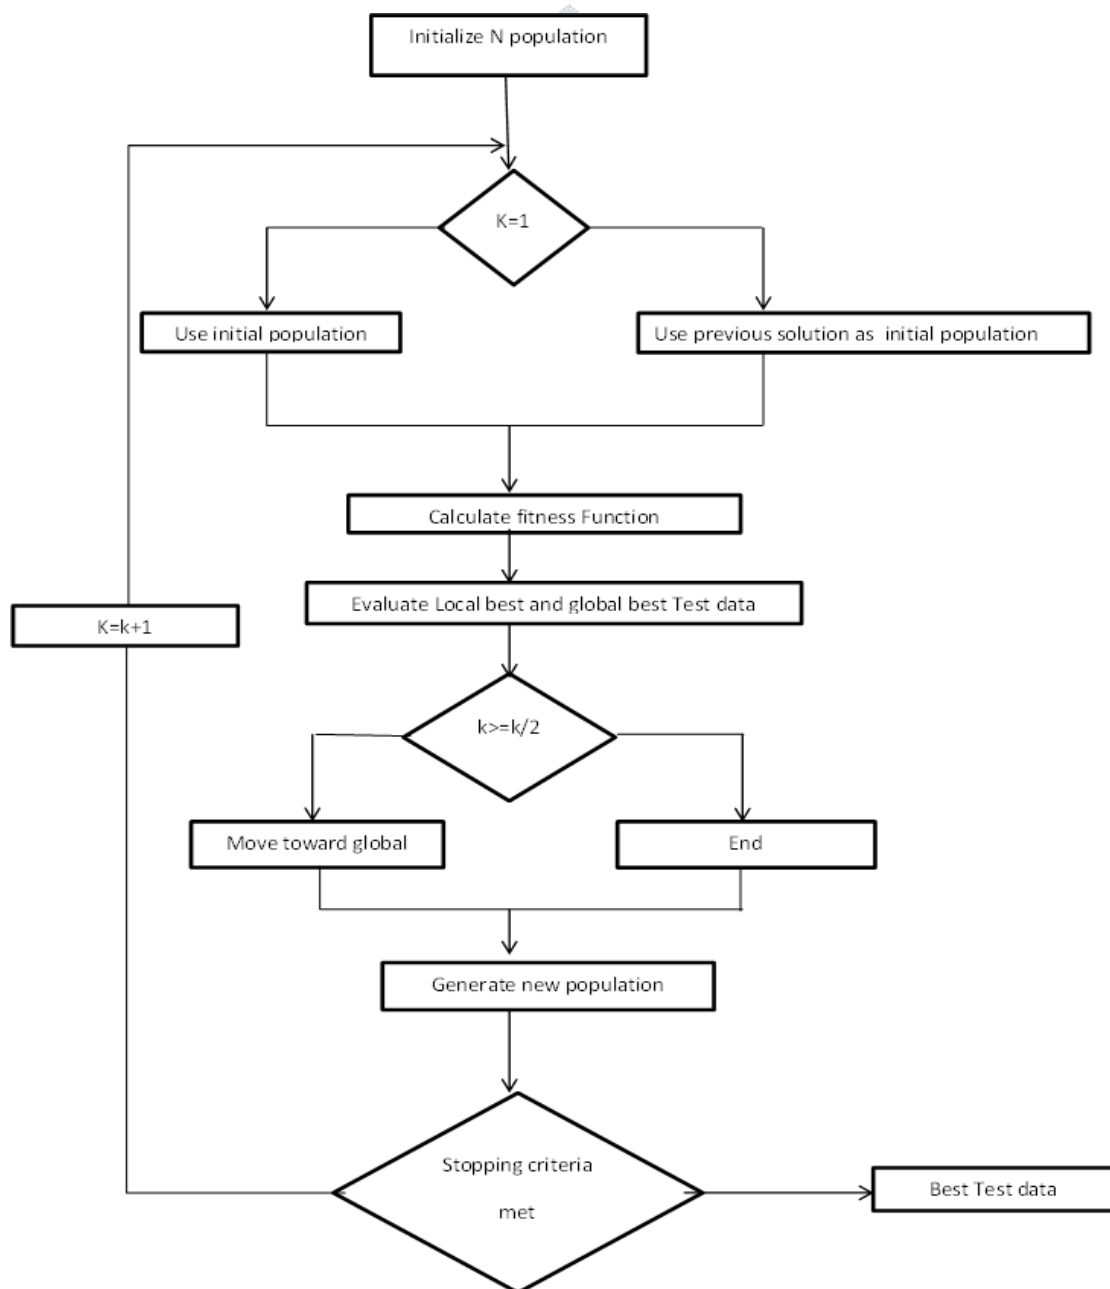 Initialize N population
K=1
Use initial population
Use previous solution as initial population
Calculate fitness Function
Evaluate Local best and global best Test data
K=k+1
k>=k/2
Move toward global
End
Generate new population
Stopping criteria
met
Best Test data